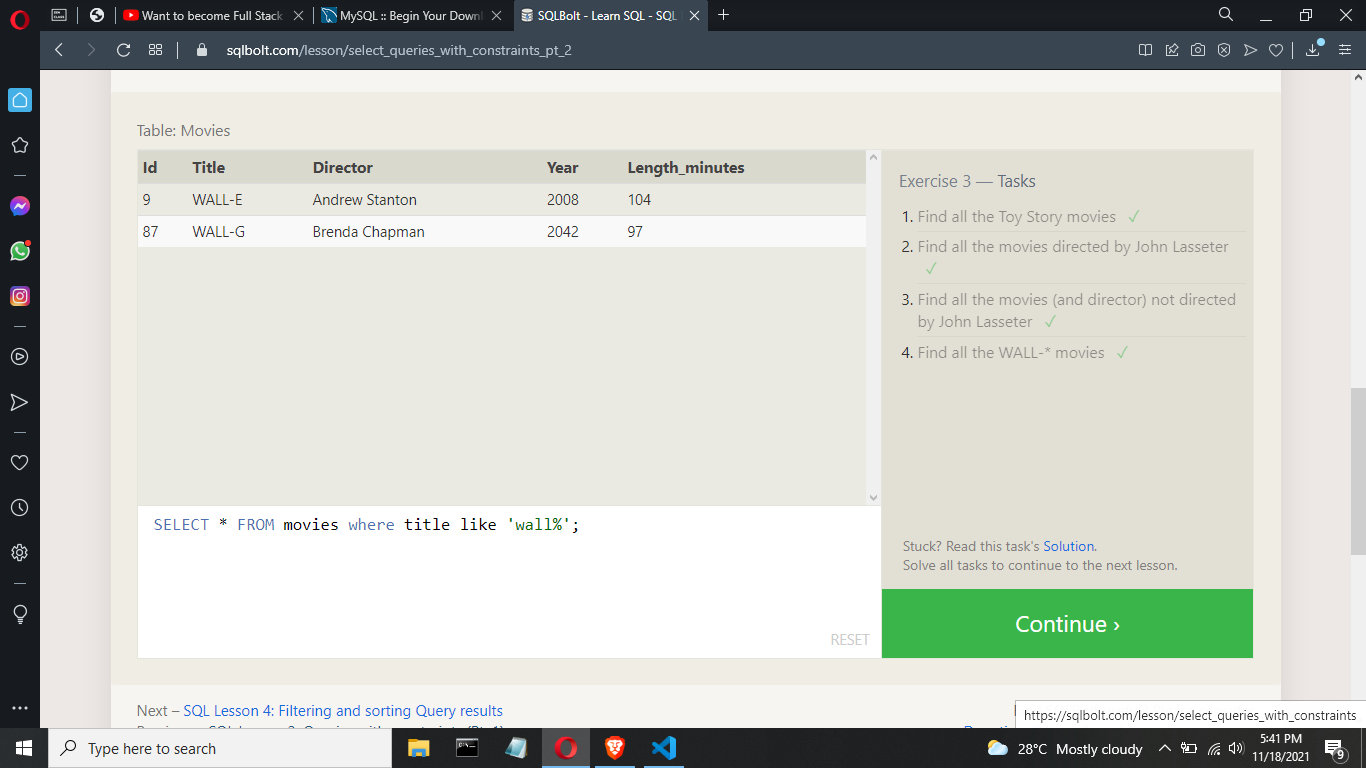 Want to become Full Stack
MySQL :: Begin Your Downl
SQLBolt - Learn SQL - SQL
sqlbolt.com/lesson/select_queries_with_constraints_pt_2
Table: Movies
Id Title Director Year Length_minutes
9 WALL-E Andrew Stanton 2008 104
87 WALL-G Brenda Chapman 2042 97
SELECT * FROM movies where title like 'wall%';
RESET
Exercise 3 — Tasks
1. Find all the Toy Story movies ✓
2. Find all the movies directed by John Lasseter
✓
3. Find all the movies (and director) not directed
by John Lasseter ✓
4. Find all the WALL-* movies ✓
Stuck? Read this task's Solution.
Solve all tasks to continue to the next lesson.
Continue ›
Next – SQL Lesson 4: Filtering and sorting Query results
https://sqlbolt.com/lesson/select_queries_with_constraints
Type here to search
28°C Mostly cloudy
5:41 PM
11/18/2021
9